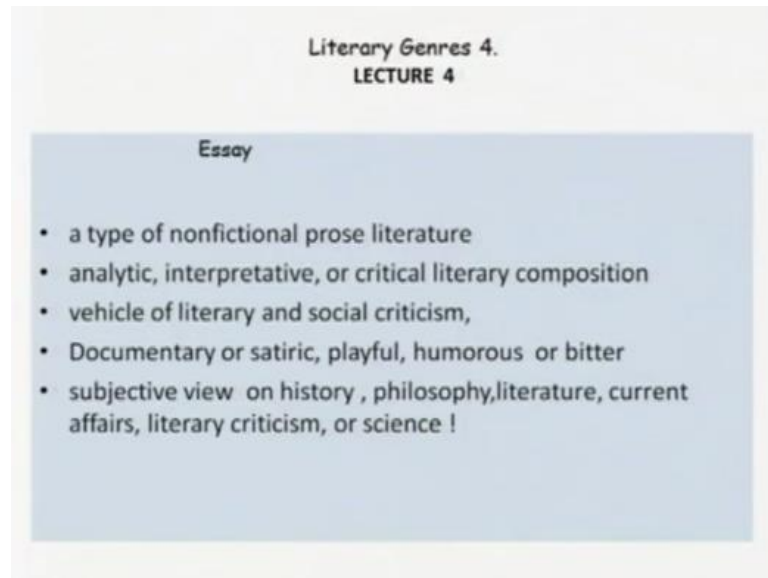 Literary Genres 4.
LECTURE 4
Essay
• a type of nonfictional prose literature
• analytic, interpretative, or critical literary composition
• vehicle of literary and social criticism,
• Documentary or satiric, playful, humorous or bitter
• subjective view on history , philosophy,literature, current
affairs, literary criticism, or science !